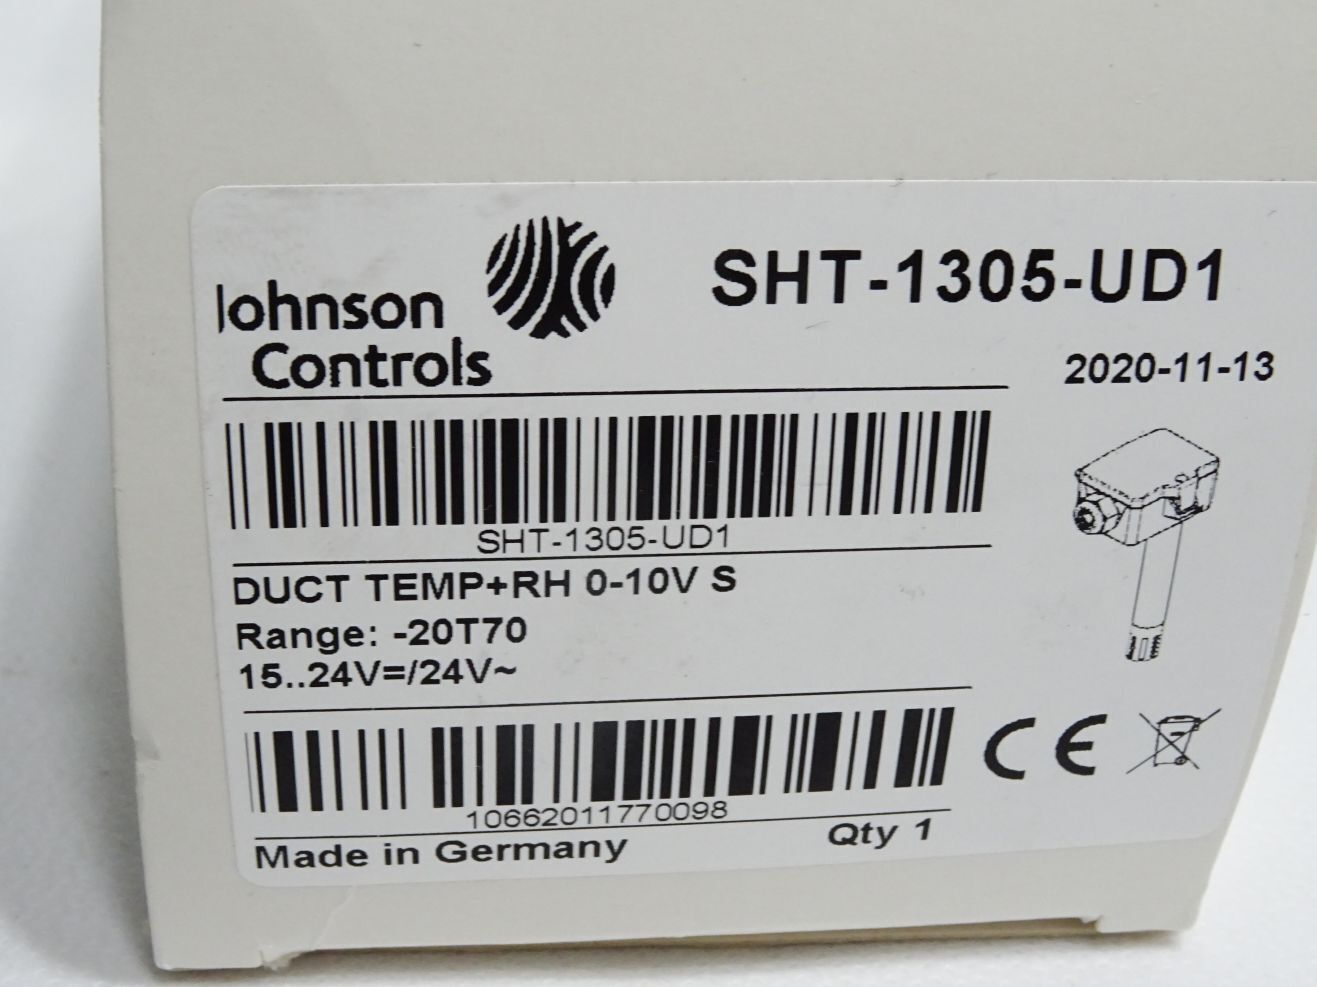 Johnson
Controls
SHT-1305-UD1
2020-11-13
SHT-1305-UD1
DUCT TEMP+RH 0-10V S
Range: -20T70
15..24V=/24V~
CE
10662011770098
Made in Germany
Qty 1